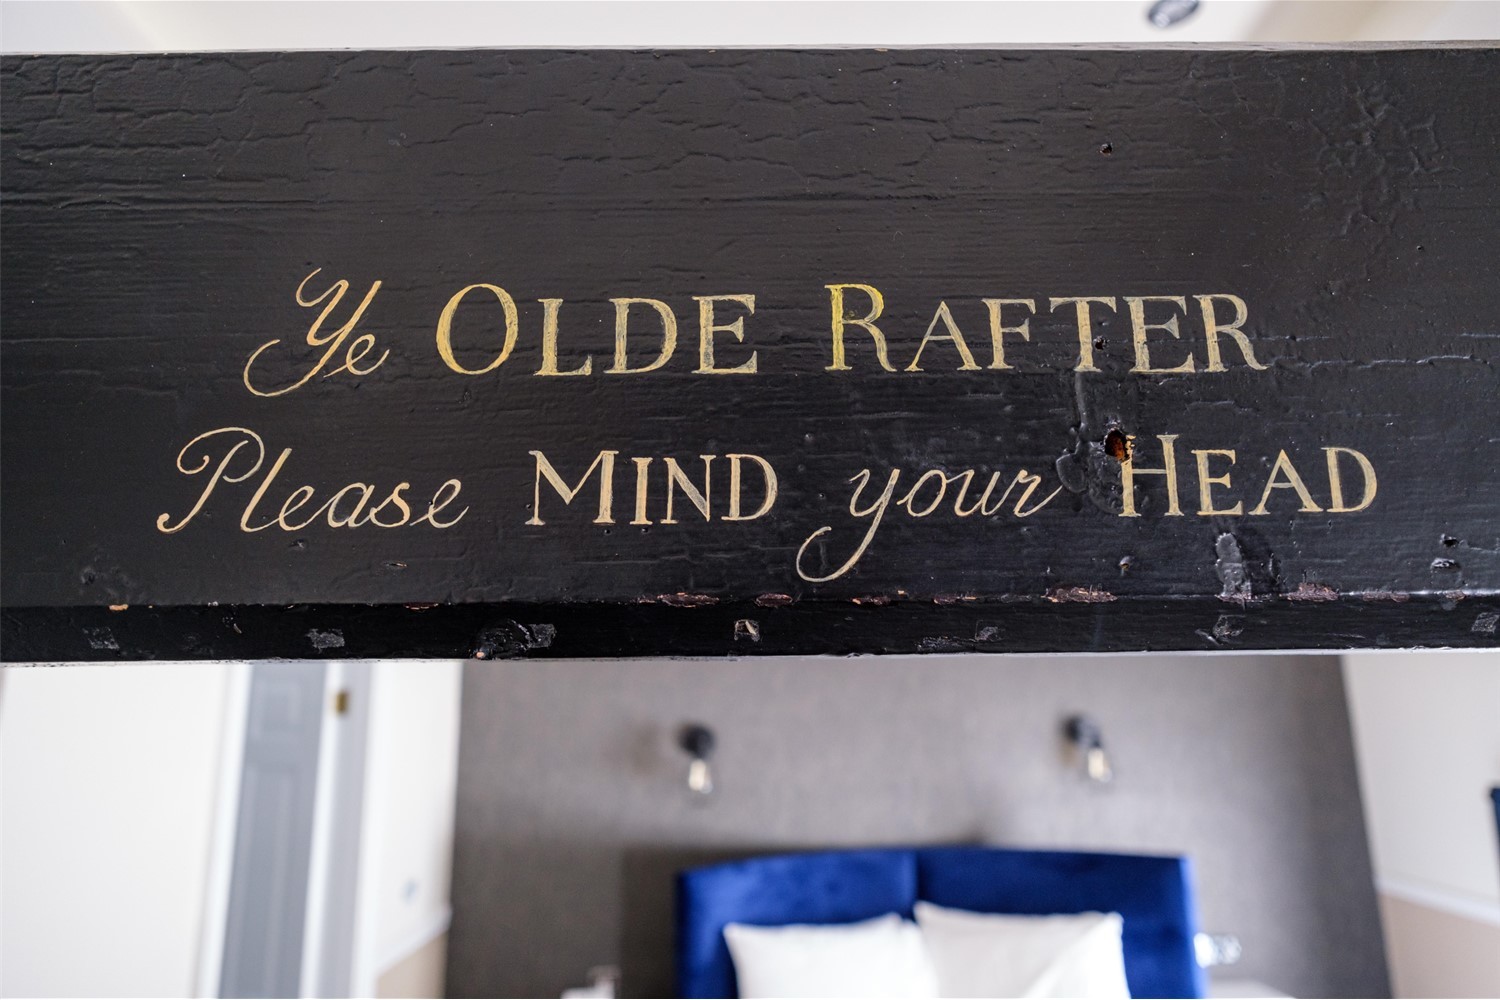 Ye OLDE RAFTER
Please MIND your HEAD